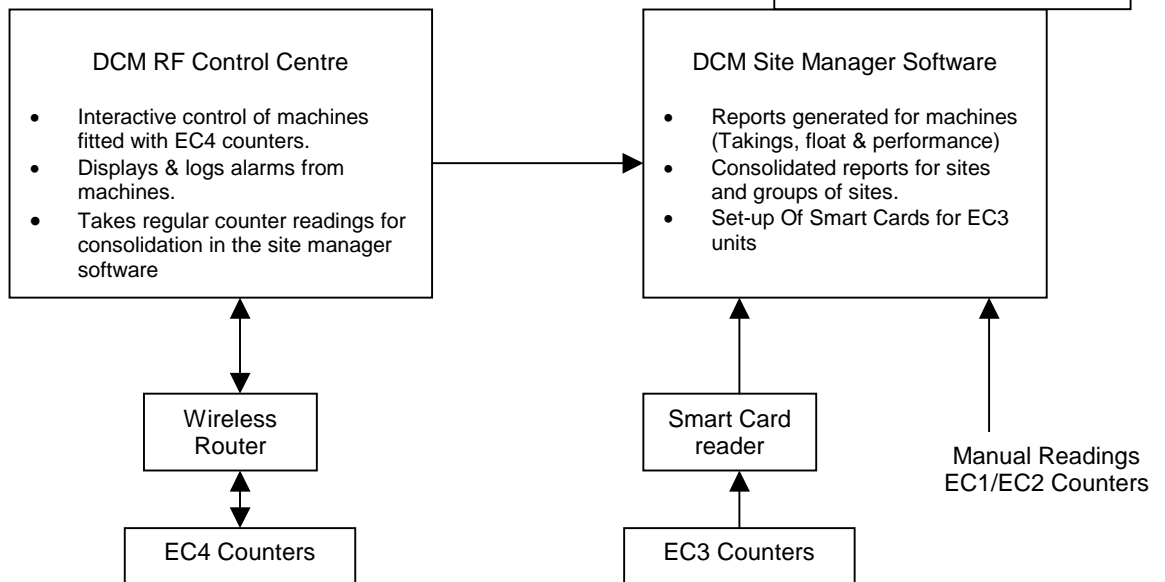 DCM RF Control Centre
• Interactive control of machines
fitted with EC4 counters.
• Displays & logs alarms from
machines.
• Takes regular counter readings for
consolidation in the site manager
software
DCM Site Manager Software
• Reports generated for machines
(Takings, float & performance)
• Consolidated reports for sites
and groups of sites.
• Set-up Of Smart Cards for EC3
units
Wireless
Router
Smart Card
reader
Manual Readings
EC1/EC2 Counters
EC4 Counters
EC3 Counters